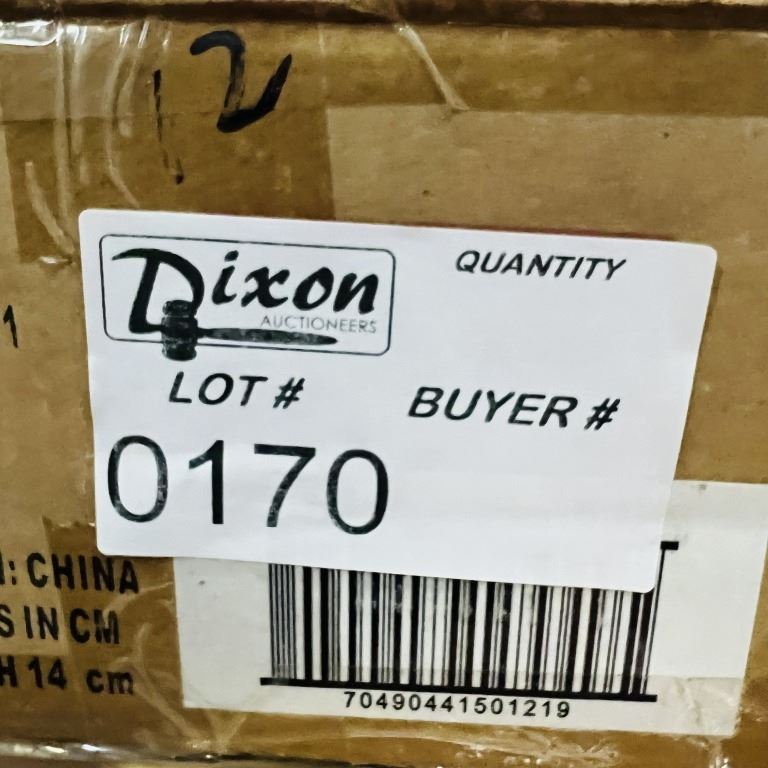 12
Dixon
AUCTIONEERS
QUANTITY
LOT #
BUYER #
0170
1
: CHINA
S IN CM
H 14 cm
70490441501219